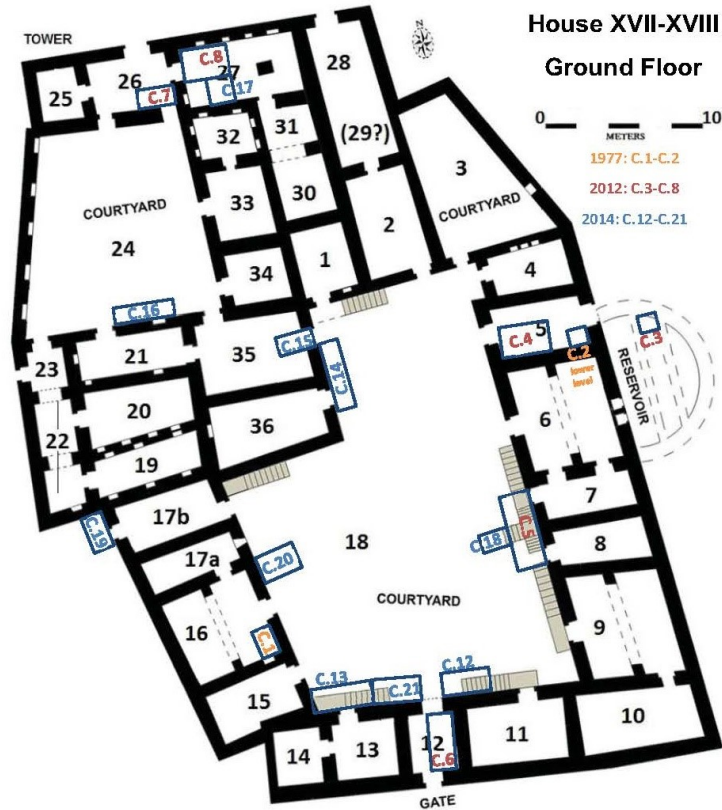 House XVII-XVIII
Ground Floor
TOWER
N
0 10
METERS
1977: C.1-C.2
2012: C.3-C.8
2014: C.12-C.21
C.8
27
C.17
26
C.7
25
28
(29?)
32
31
3
COURTYARD
COURTYARD
24
33
30
2
1
4
34
C.16
5
C.4
C.2
lower
level
C.3
RESERVOIR
C.15
35
C.14
21
23
20
6
22
36
19
7
17b
C.19
18
COURTYARD
C.18
C.5
8
17a
C.20
16
C.1
9
15
C.13
C.21
C.12
14
13
12
C.6
11
10
GATE